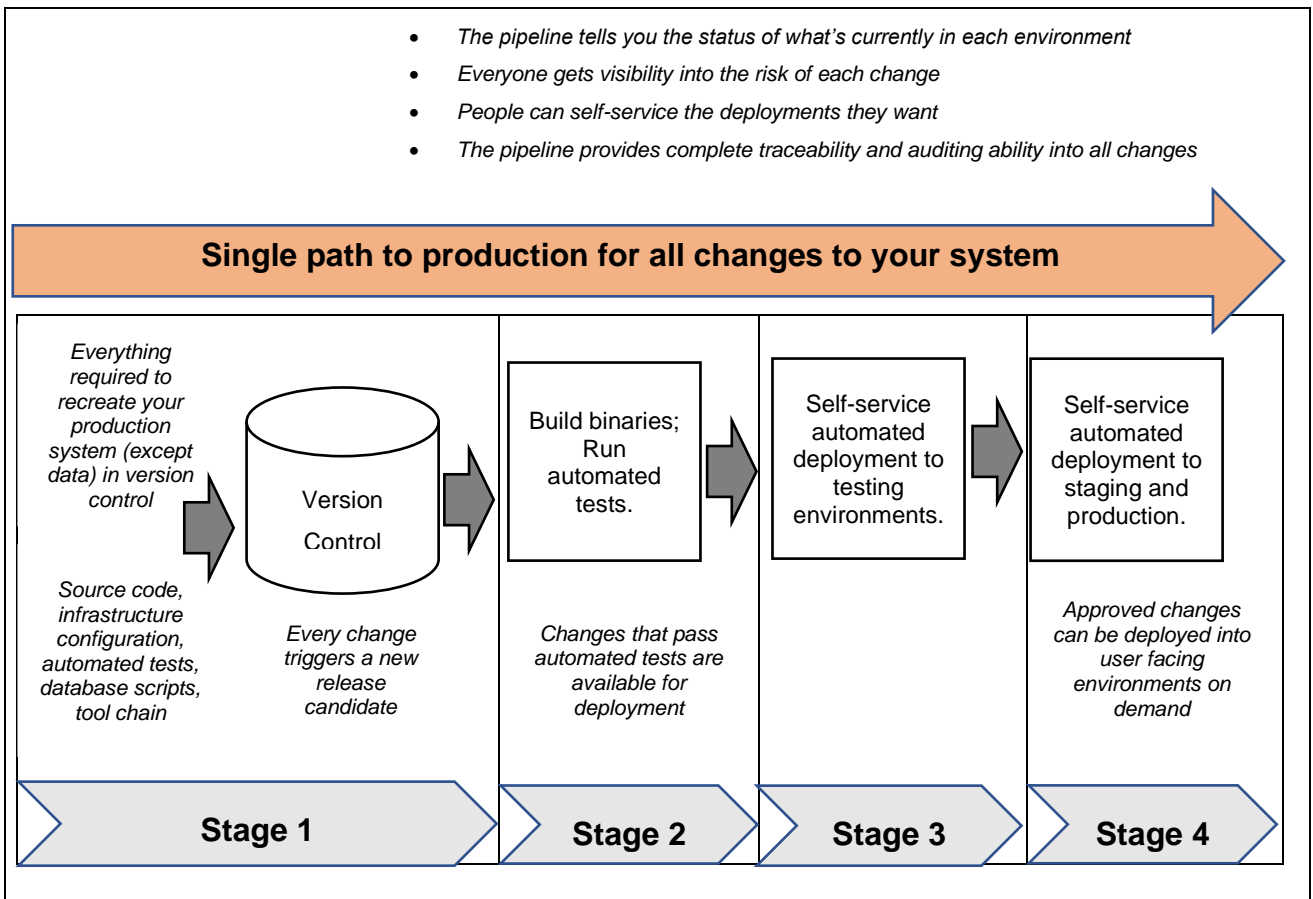 • The pipeline tells you the status of what's currently in each environment
• Everyone gets visibility into the risk of each change
• People can self-service the deployments they want
• The pipeline provides complete traceability and auditing ability into all changes
Single path to production for all changes to your system
Everything
required to
recreate your
production
system (except
data) in version
control
Source code,
infrastructure
configuration,
automated tests,
database scripts,
tool chain
Version
Control
Every change
triggers a new
release
candidate
Build binaries;
Run
automated
tests.
Changes that pass
automated tests are
available for
deployment
Self-service
automated
deployment to
testing
environments.
Self-service
automated
deployment to
staging and
production.
Approved changes
can be deployed into
user facing
environments on
demand
Stage 1
Stage 2
Stage 3
Stage 4